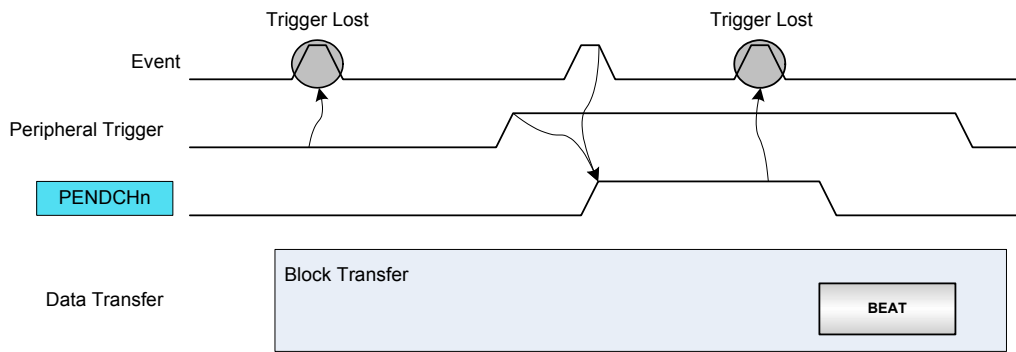 Trigger Lost
Trigger Lost
Event
Peripheral Trigger
PENDCHn
Block Transfer
Data Transfer
BEAT